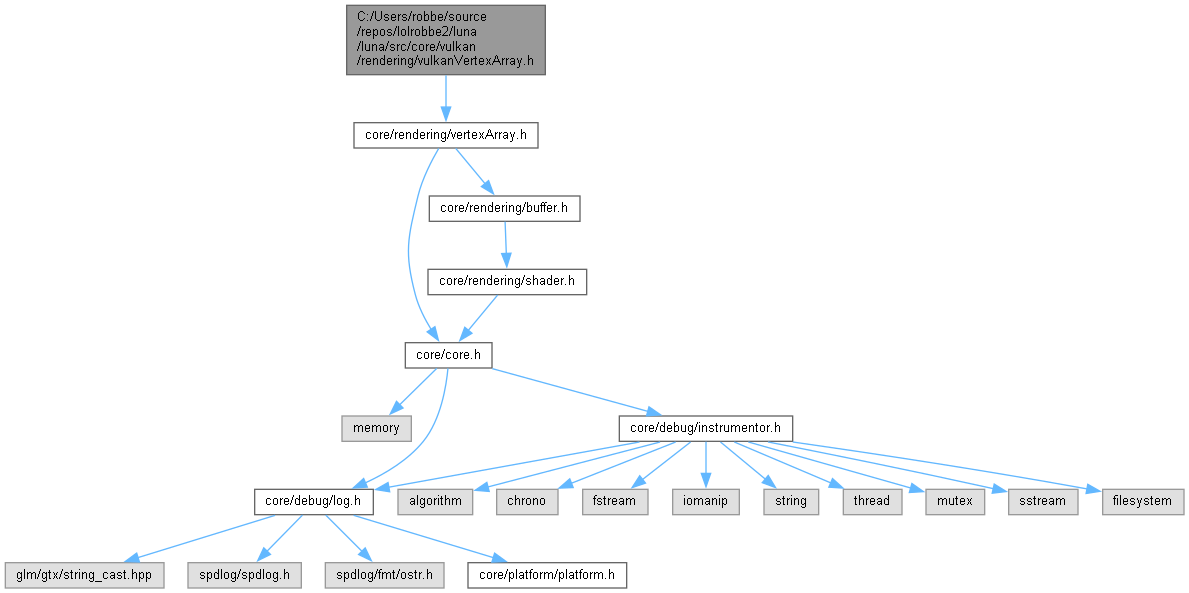 C:/Users/robbe/source
/repos/lolrobbe2/luna
/luna/src/core/vulkan
/rendering/vulkanVertexArray.h
core/rendering/vertexArray.h
core/rendering/buffer.h
core/rendering/shader.h
core/core.h
memory
core/debug/instrumentor.h
core/debug/log.h
algorithm
chrono
fstream
iomanip
string
thread
mutex
sstream
filesystem
glm/gtx/string_cast.hpp
spdlog/spdlog.h
spdlog/fmt/ostr.h
core/platform/platform.h